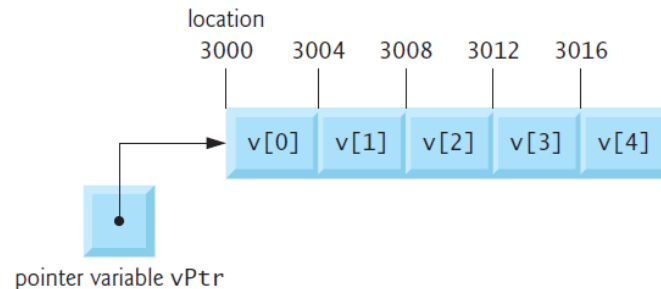 location
3000 3004 3008 3012 3016
v[0] v[1] v[2] v[3] v[4]
pointer variable vPtr